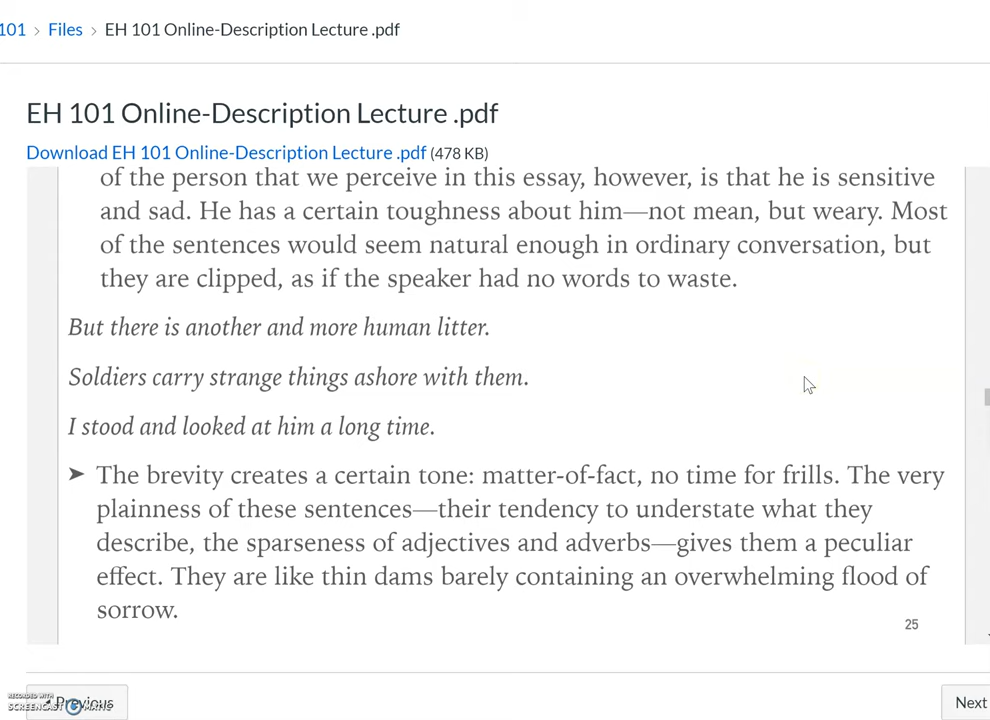 101 > Files > EH 101 Online-Description Lecture .pdf
EH 101 Online-Description Lecture .pdf
Download EH 101 Online-Description Lecture .pdf (478 KB)
of the person that we perceive in this essay, however, is that he is sensitive
and sad. He has a certain toughness about him—not mean, but weary. Most
of the sentences would seem natural enough in ordinary conversation, but
they are clipped, as if the speaker had no words to waste.
But there is another and more human litter.
Soldiers carry strange things ashore with them.
I stood and looked at him a long time.
➤ The brevity creates a certain tone: matter-of-fact, no time for frills. The very
plainness of these sentences—their tendency to understate what they
describe, the sparseness of adjectives and adverbs—gives them a peculiar
effect. They are like thin dams barely containing an overwhelming flood of
sorrow.
25
RECORDED WITH
SCREENCAST MATIC
Previous
Next